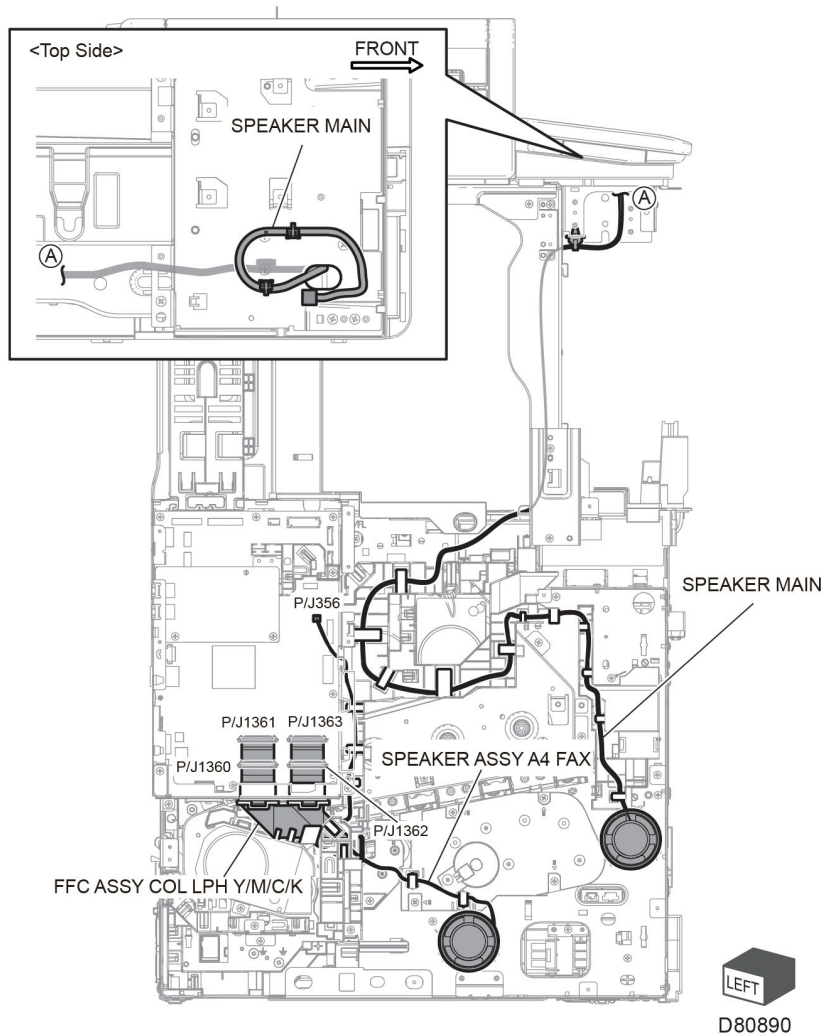 <Top Side>
FRONT
SPEAKER MAIN
A
A
P/J356
SPEAKER MAIN
P/J1361 P/J1363
P/J1360
SPEAKER ASSY A4 FAX
P/J1362
FFC ASSY COL LPH Y/M/C/K
LEFT
D80890